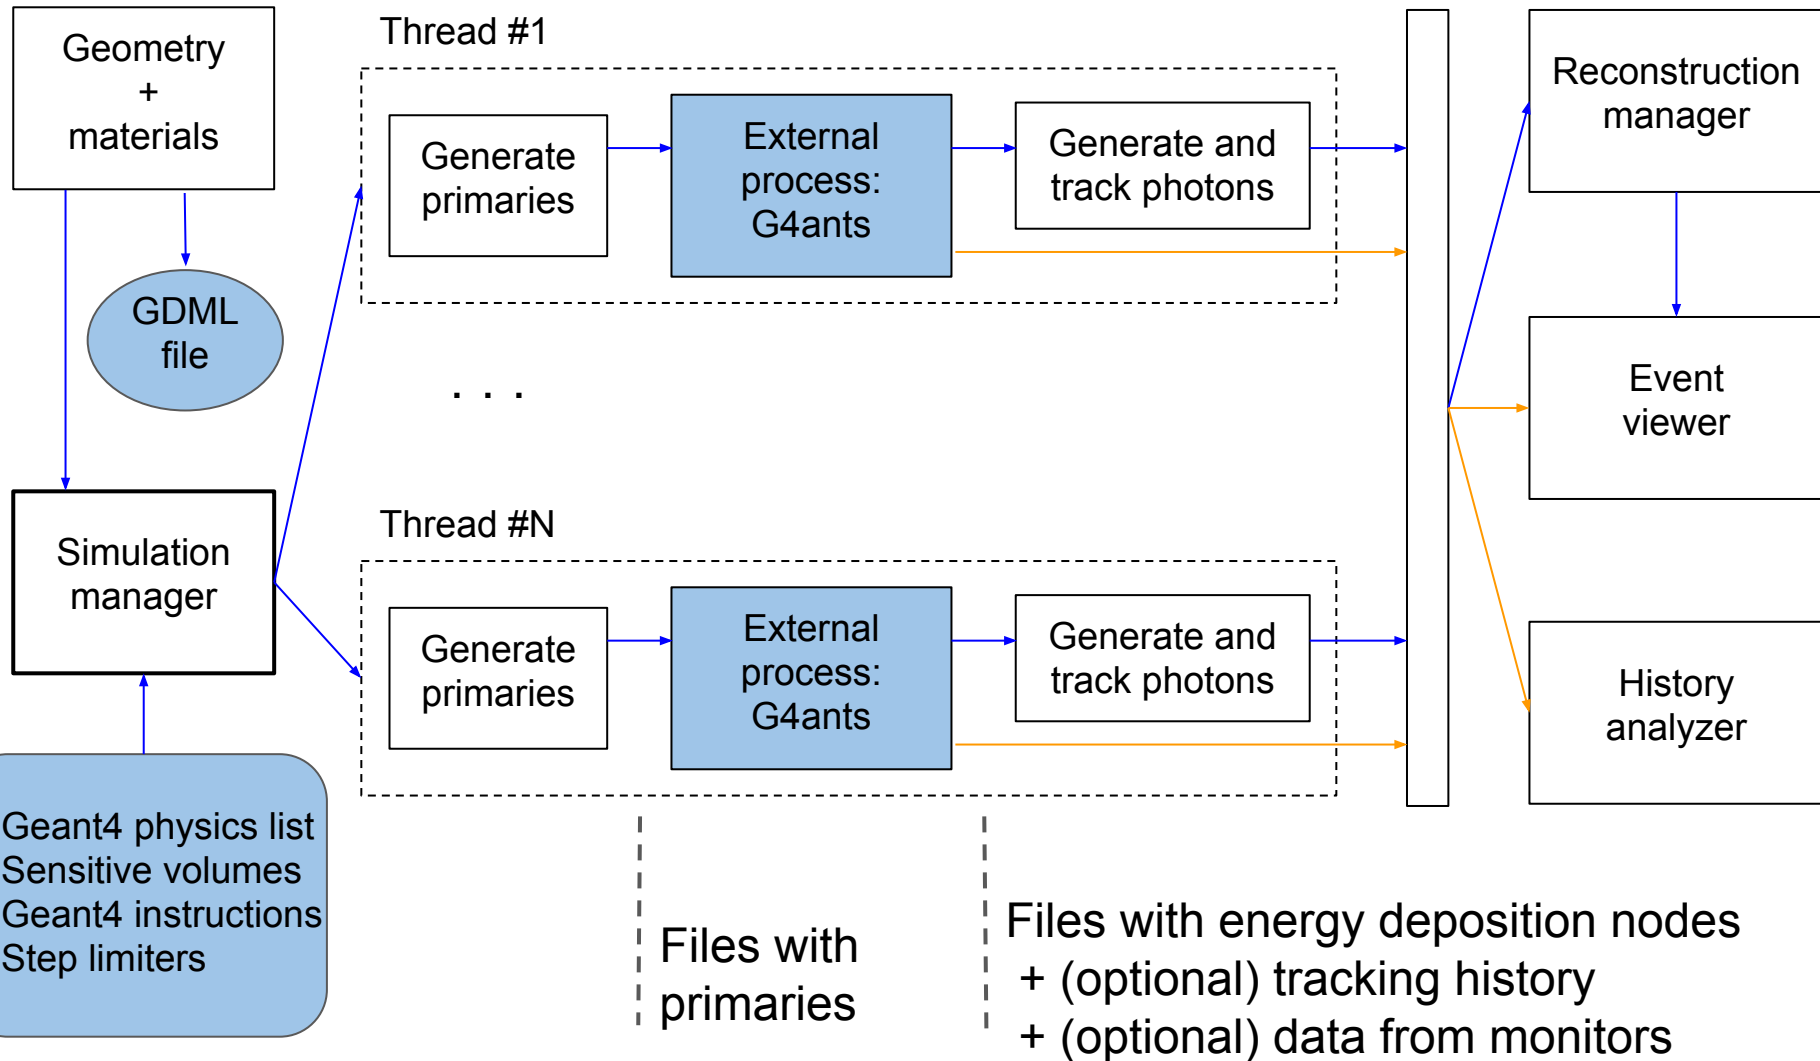 Geometry
+
materials
GDML
file
Simulation
manager
Geant4 physics list
Sensitive volumes
Geant4 instructions
Step limiters
Thread #1
Generate
primaries
External
process:
G4ants
Generate and
track photons
. . .
Thread #N
Generate
primaries
External
process:
G4ants
Generate and
track photons
Files with
primaries
Files with energy deposition nodes
+ (optional) tracking history
+ (optional) data from monitors
Reconstruction
manager
Event
viewer
History
analyzer